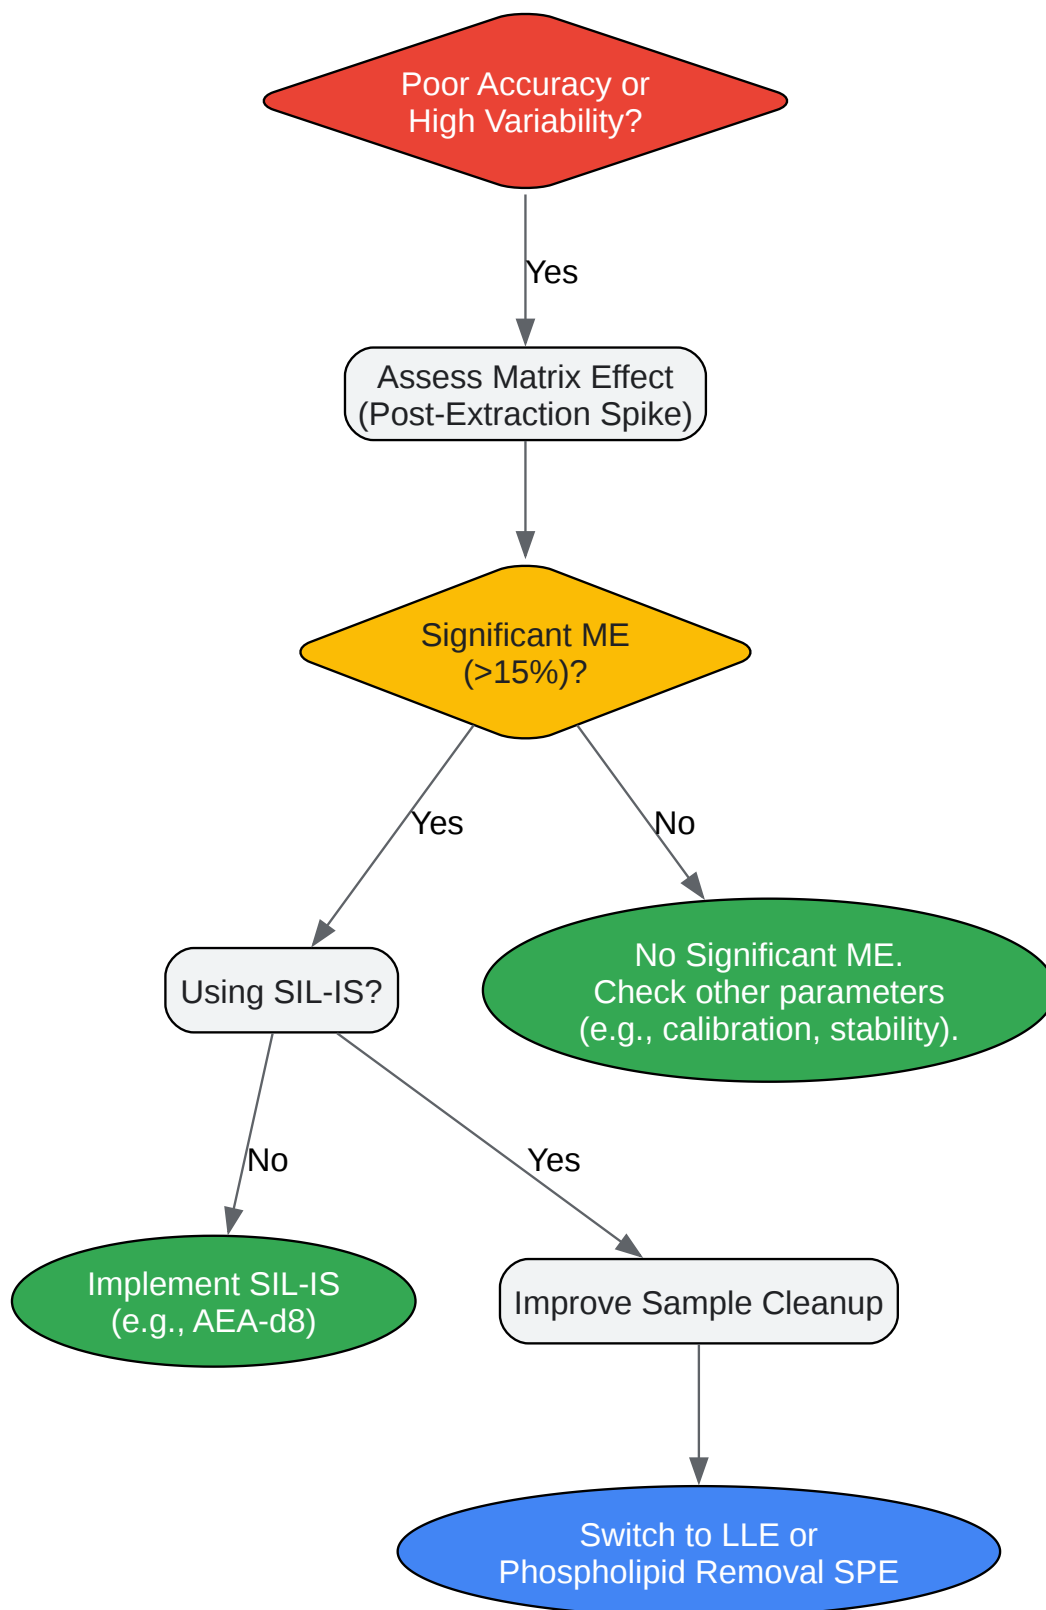 Poor Accuracy or
High Variability?
Yes
Assess Matrix Effect
(Post-Extraction Spike)
Significant ME
(>15%)?
Yes
No
No Significant ME.
Check other parameters
(e.g., calibration, stability).
Using SIL-IS?
No
Yes
Implement SIL-IS
(e.g., AEA-d8)
Improve Sample Cleanup
Switch to LLE or
Phospholipid Removal SPE